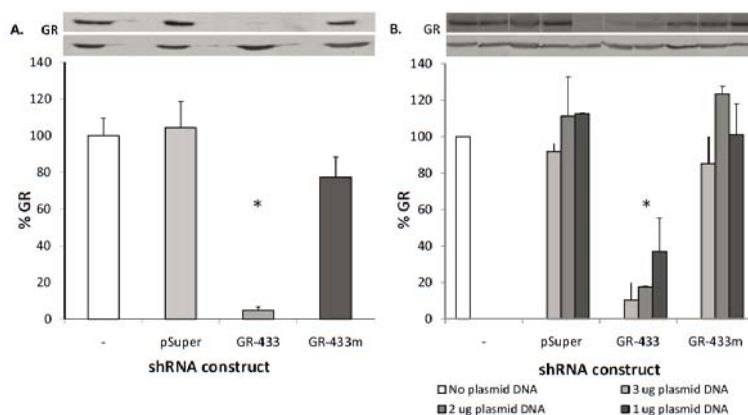 A.
GR
% GR
140
120
100
80
60
40
20
0
*
- pSuper GR-433 GR-433m
shRNA construct
B.
GR
% GR
140
120
100
80
60
40
20
0
*
- pSuper GR-433 GR-433m
shRNA construct
No plasmid DNA 3 ug plasmid DNA
2 ug plasmid DNA 1 ug plasmid DNA